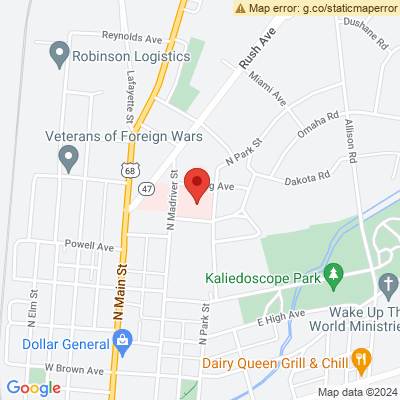 Map error: g.co/staticmaperror
Reynolds Ave
Robinson Logistics
Lafayette St
Rush Ave
Dushane Rd
Miami Ave
Omaha Rd
Allison Rd
Veterans of Foreign Wars
68
47
N Madriver St
N Park St
g Ave
Dakota Rd
Powell Ave
N Elm St
N Main St
Kaliedoscope Park
N Park St
E High Ave
Wake Up Th
World Ministrie
Dollar General
Dairy Queen Grill & Chill
W Brown Ave
Google
Map data ©2024